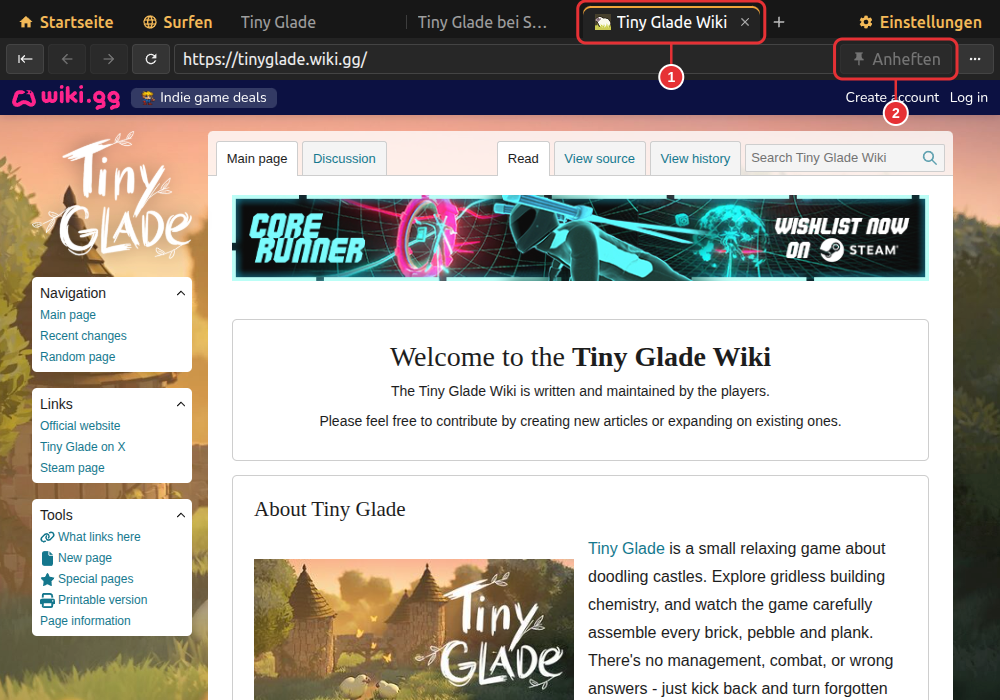 Startseite
Surfen
Tiny Glade
Tiny Glade bei S...
Tiny Glade Wiki
Einstellungen
https://tinyglade.wiki.gg/
Anheften
1
2
wiki.gg
Indie game deals
Create account
Log in
Tiny
GLADE
Main page
Discussion
Read
View source
View history
Search Tiny Glade Wiki
CORE
RUNNER
WISHLIST NOW
ON STEAM
Navigation
Main page
Recent changes
Random page
Links
Official website
Tiny Glade on X
Steam page
Tools
What links here
New page
Special pages
Printable version
Page information
Welcome to the Tiny Glade Wiki
The Tiny Glade Wiki is written and maintained by the players.
Please feel free to contribute by creating new articles or expanding on existing ones.
About Tiny Glade
Tiny
GLADE
Tiny Glade is a small relaxing game about
doodling castles. Explore gridless building
chemistry, and watch the game carefully
assemble every brick, pebble and plank.
There's no management, combat, or wrong
answers - just kick back and turn forgotten